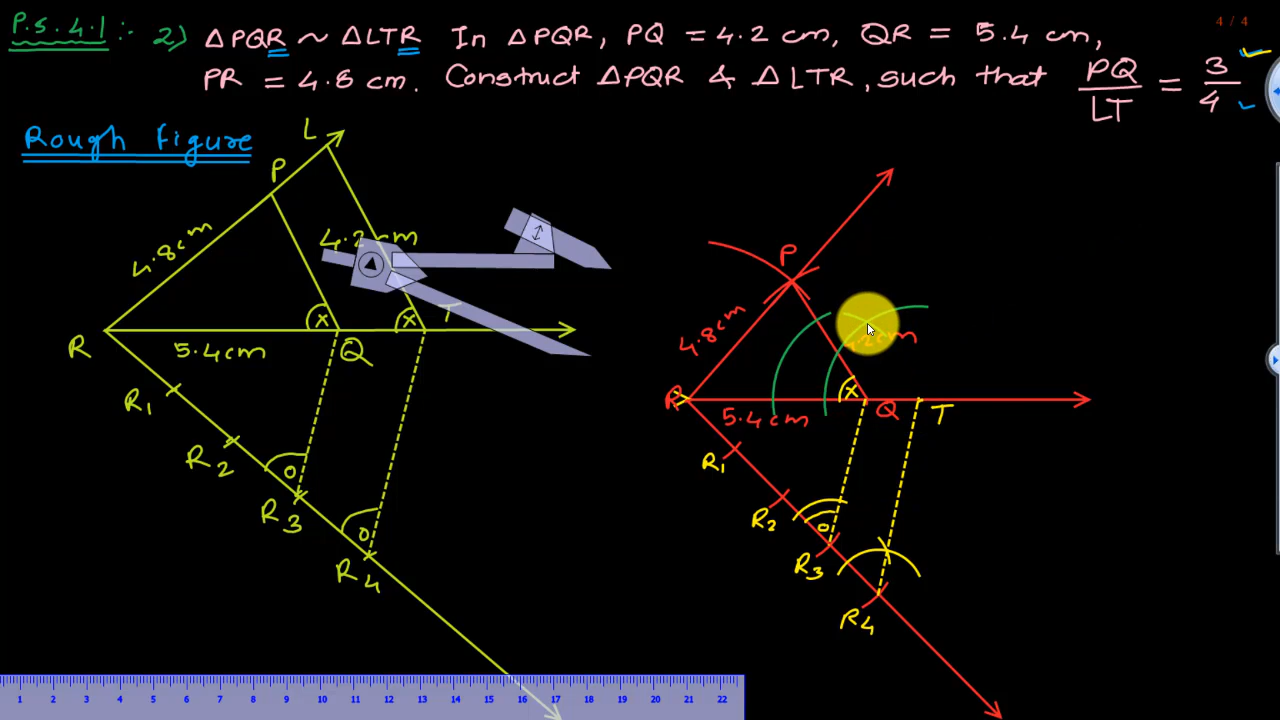 P.S.4.1 :- 2) ΔPQR ~ ΔLTR In ΔPQR, PQ = 4.2 cm, QR = 5.4 cm,
PR = 4.8 cm. Construct ΔPQR & ΔLTR, such that PQ/LT = 3/4
4 / 4
Rough Figure
L
P
4.8cm
4.2cm
x
x
T
R
5.4cm
Q
R1
R2
O
R3
O
R4
P
4.8cm
4.2cm
R
5.4cm
x
Q
T
R1
R2
O
R3
R4
1 2 3 4 5 6 7 8 9 10 11 12 13 14 15 16 17 18 19 20 21 22